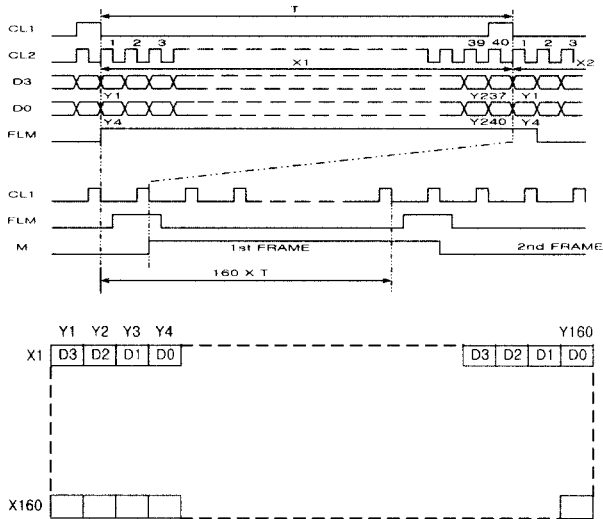 T
CL1
1 2 3 39 40 1 2 3
CL2
X1 X2
D3
Y1 Y237 Y1
D0
Y4 Y240 Y4
FLM
CL1
FLM
M 1st FRAME 2nd FRAME
160 X T
Y1 Y2 Y3 Y4 Y160
X1 D3 D2 D1 D0 D3 D2 D1 D0
X160